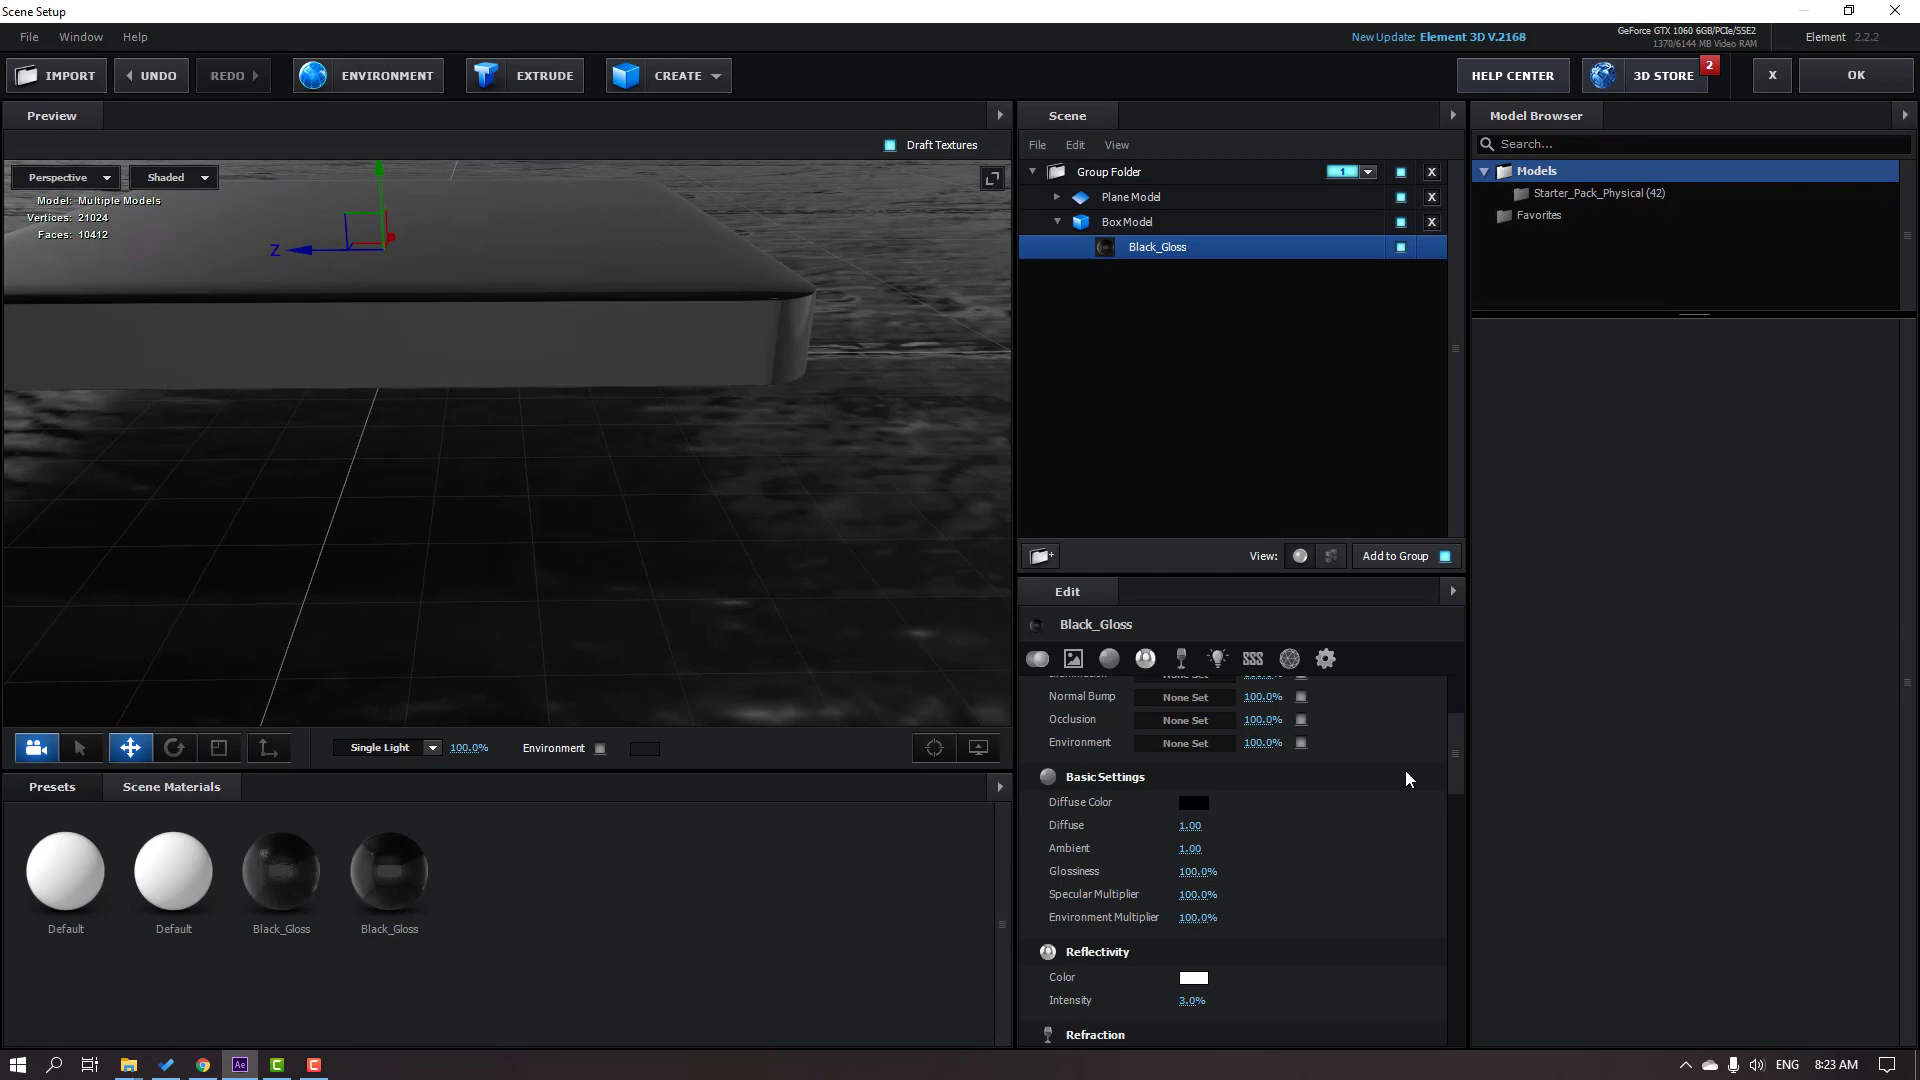 Scene Setup
File Window Help
New Update: Element 3D V.2168
GeForce GTX 1060 6GB/PCIe/SSE2
1370/6144 MB Video RAM
Element 2.2.2
IMPORT UNDO REDO ENVIRONMENT EXTRUDE CREATE HELP CENTER 3D STORE 2 X OK
Preview
Draft Textures
Perspective Shaded
Model: Multiple Models
Vertices: 21024
Faces: 10412
Z
Single Light 100.0% Environment
Presets Scene Materials
Default Default Black_Gloss Black_Gloss
Scene
File Edit View
Group Folder 1 X
Plane Model X
Box Model X
Black_Gloss
View: Add to Group
Edit
Black_Gloss
Normal Bump None Set 100.0%
Occlusion None Set 100.0%
Environment None Set 100.0%
Basic Settings
Diffuse Color
Diffuse 1.00
Ambient 1.00
Glossiness 100.0%
Specular Multiplier 100.0%
Environment Multiplier 100.0%
Reflectivity
Color
Intensity 3.0%
Refraction
Model Browser
Search...
Models
Starter_Pack_Physical (42)
Favorites
Ae C C ENG 8:23 AM